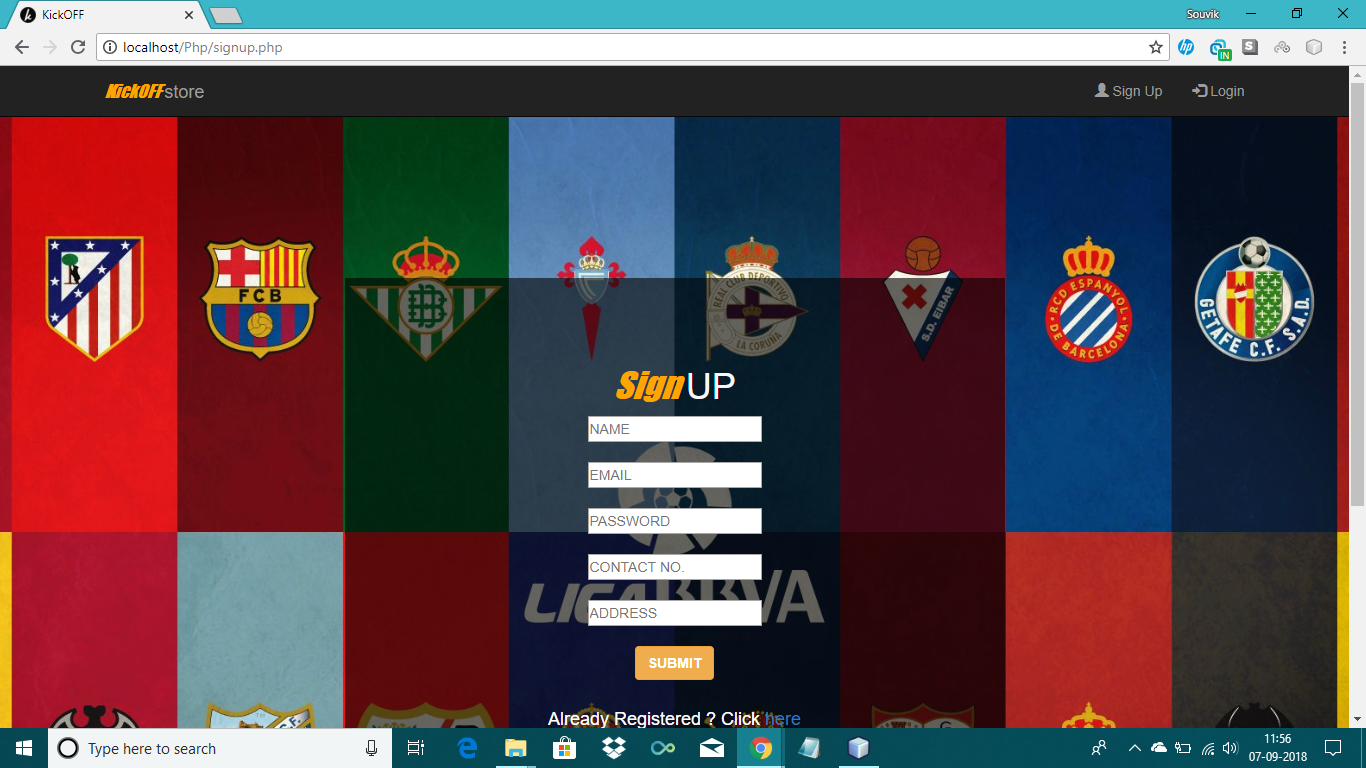 KickOFF
Souvik
localhost/Php/signup.php
IN
KickOFFstore
Sign Up
Login
FCB
REAL CLUB DEPORTIVO
LA CORUÑA
S.D. EIBAR
RCD ESPANYOL
DE BARCELONA
GETAFE C.F. S.A.D.
SignUP
NAME
EMAIL
PASSWORD
CONTACT NO.
LIGA BBVA
ADDRESS
SUBMIT
Already Registered ? Click here
Type here to search
11:56
07-09-2018